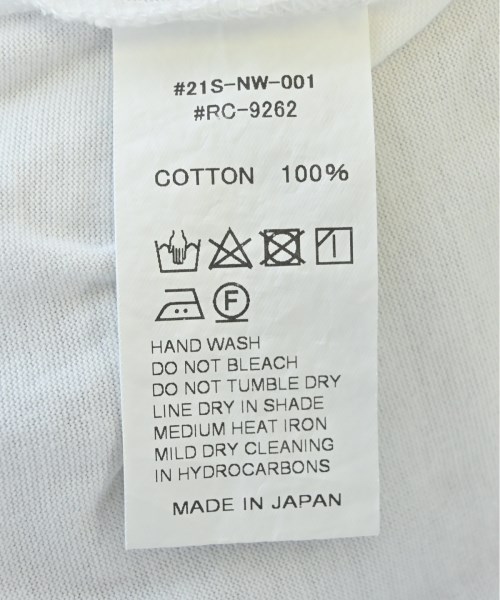 #21S-NW-001
#RC-9262
COTTON 100%
F
HAND WASH
DO NOT BLEACH
DO NOT TUMBLE DRY
LINE DRY IN SHADE
MEDIUM HEAT IRON
MILD DRY CLEANING
IN HYDROCARBONS
MADE IN JAPAN